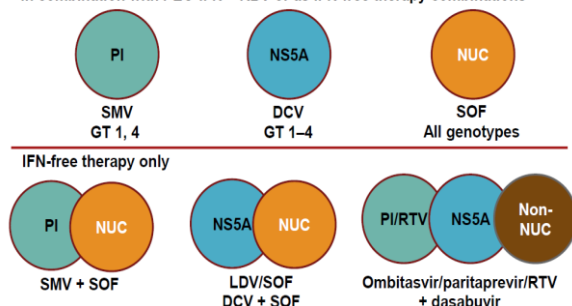 PI
NS5A
NUC
SMV
DCV
SOF
GT 1, 4
GT 1–4
All genotypes
IFN-free therapy only
PI
NUC
NS5A
NUC
PI/RTV
NS5A
Non-
NUC
SMV + SOF
LDV/SOF
DCV + SOF
Ombitasvir/paritaprevir/RTV
+ dasabuvir